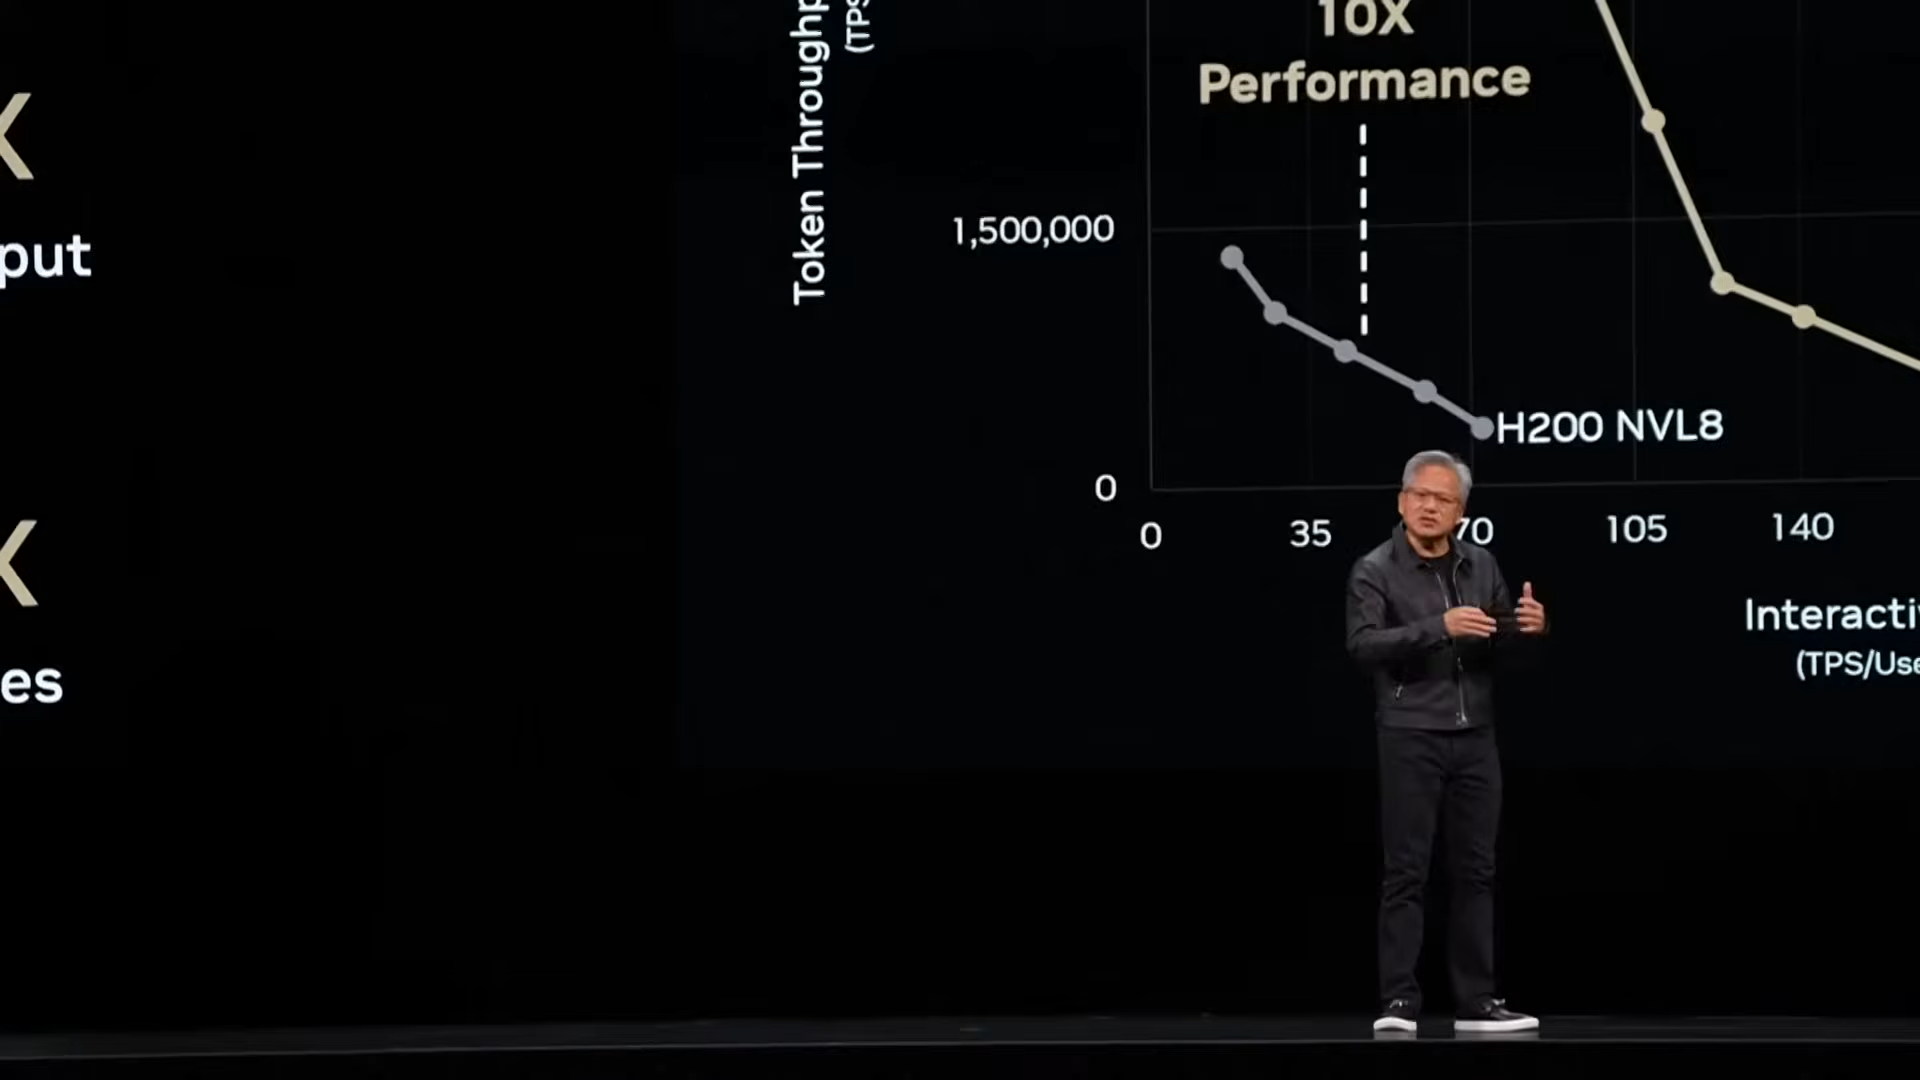 X
put
X
es
Token Throughp
(TPS
10X
Performance
1,500,000
H200 NVL8
0
0
35
70
105
140
Interacti
(TPS/Use